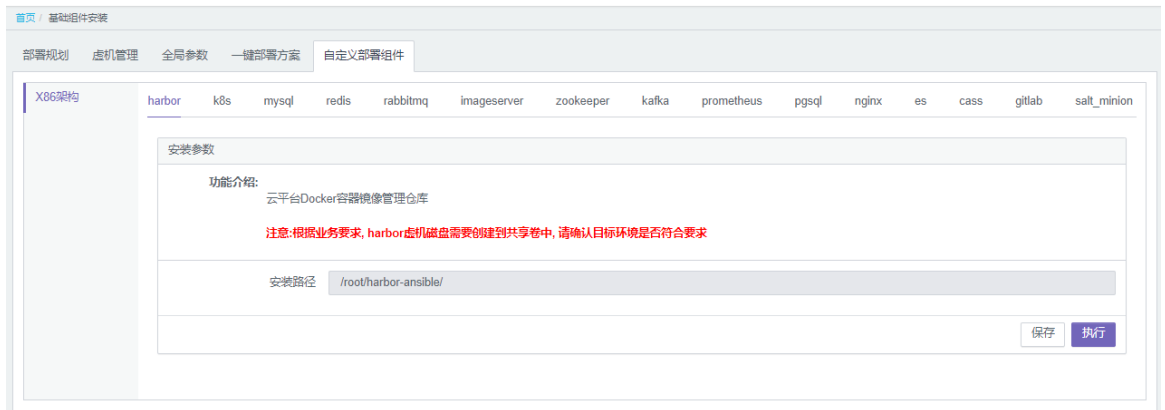 首页 / 基础组件安装
部署规划 虚机管理 全局参数 一键部署方案 自定义部署组件
X86架构
harbor k8s mysql redis rabbitmq imageserver zookeeper kafka prometheus pgsql nginx es cass gitlab salt_minion
安装参数
功能介绍:
云平台Docker容器镜像管理仓库
注意:根据业务要求, harbor虚机磁盘需要创建到共享卷中, 请确认目标环境是否符合要求
安装路径 /root/harbor-ansible/
保存 执行